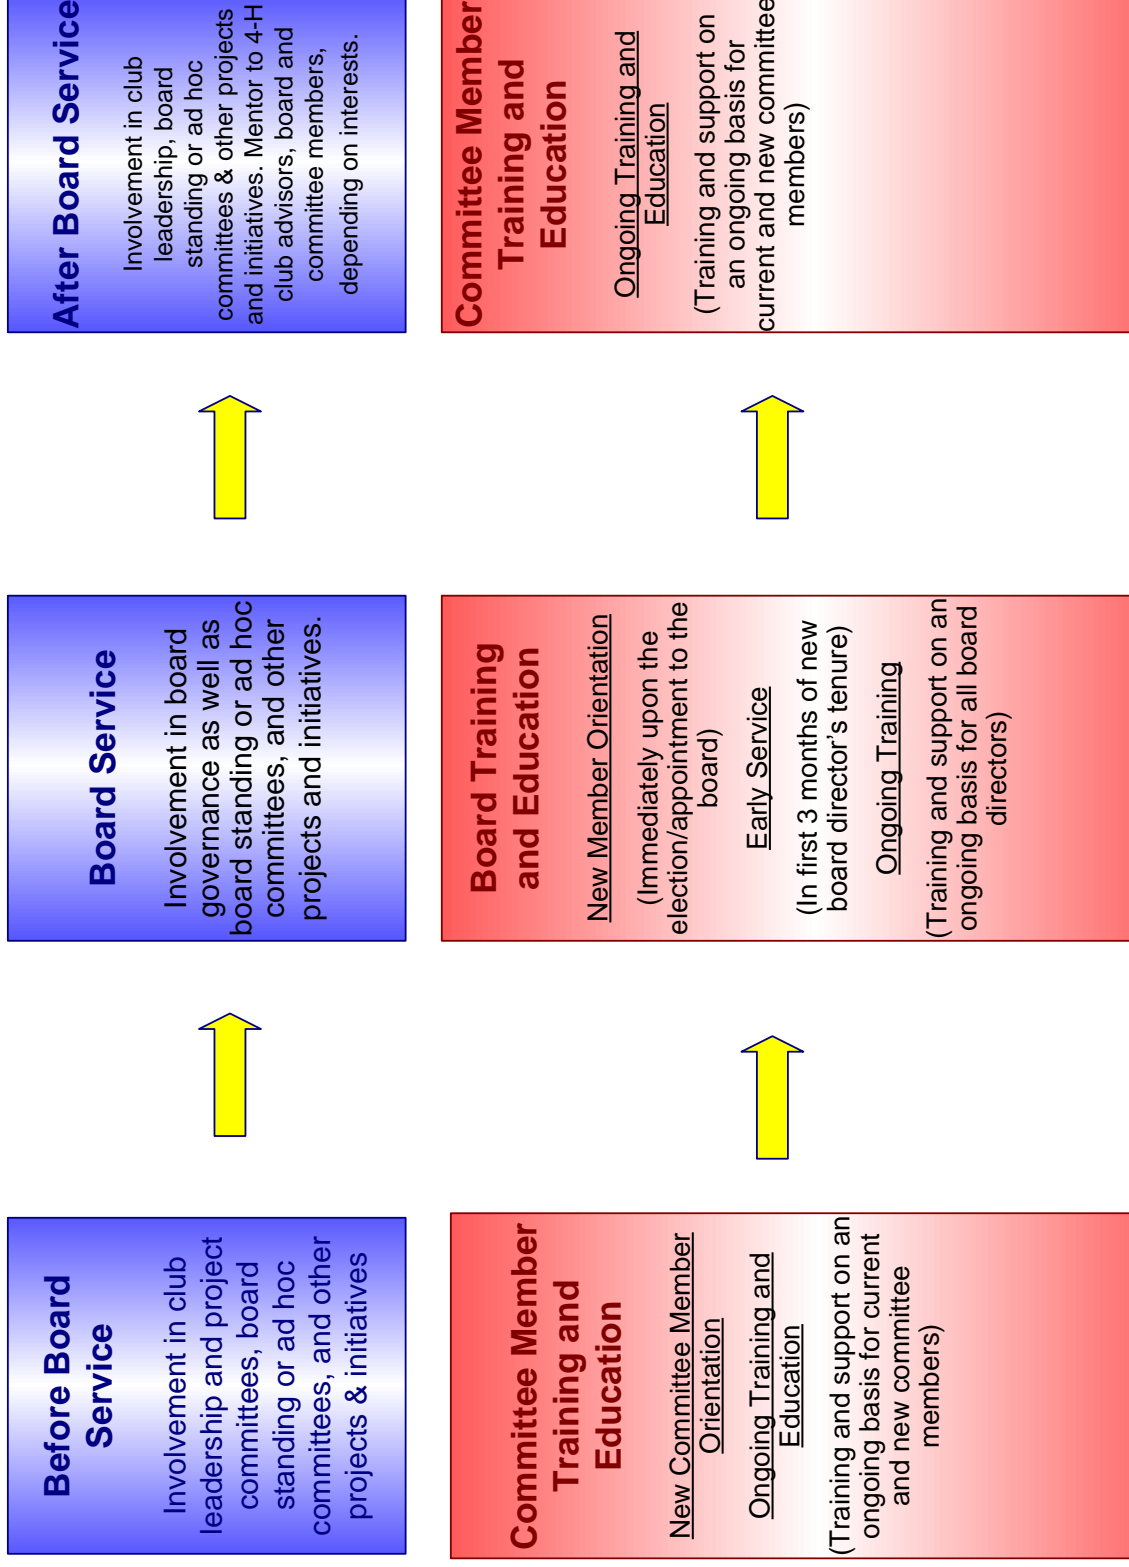 Before Board
Service
Involvement in club
leadership and project
committees, board
standing or ad hoc
committees, and other
projects & initiatives
Board Service
Involvement in board
governance as well as
board standing or ad hoc
committees, and other
projects and initiatives.
After Board Service
Involvement in club
leadership, board
standing or ad hoc
committees & other projects
and initiatives. Mentor to 4-H
club advisors, board and
committee members,
depending on interests.
Committee Member
Training and
Education
New Committee Member
Orientation
Ongoing Training and
Education
(Training and support on an
ongoing basis for current
and new committee
members)
Board Training
and Education
New Member Orientation
(Immediately upon the
election/appointment to the
board)
Early Service
(In first 3 months of new
board director’s tenure)
Ongoing Training
(Training and support on an
ongoing basis for all board
directors)
Committee Member
Training and
Education
Ongoing Training and
Education
(Training and support on
an ongoing basis for
current and new committee
members)